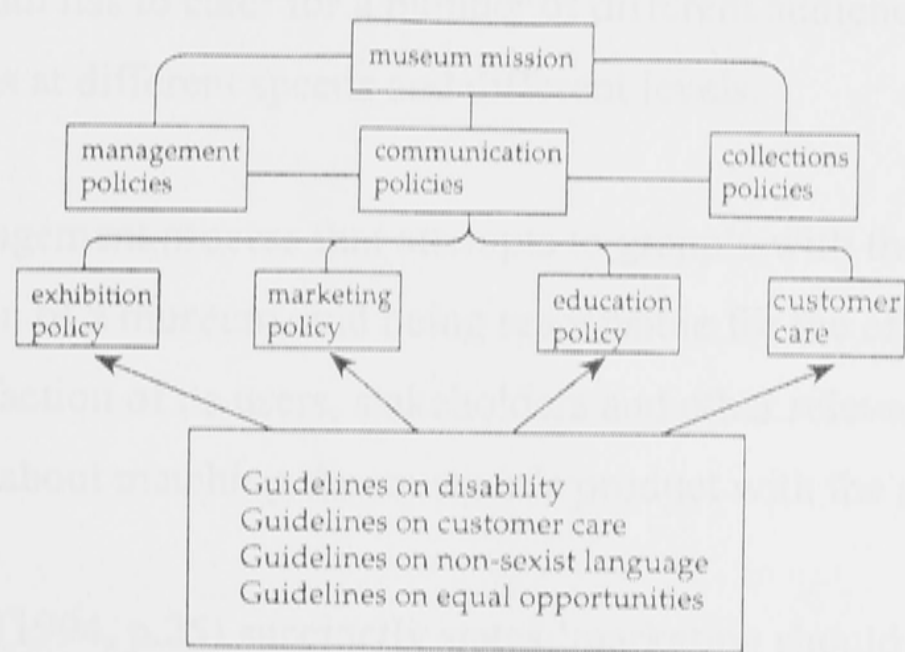 museum mission
management
policies
communication
policies
collections
policies
exhibition
policy
marketing
policy
education
policy
customer
care
Guidelines on disability
Guidelines on customer care
Guidelines on non-sexist language
Guidelines on equal opportunities